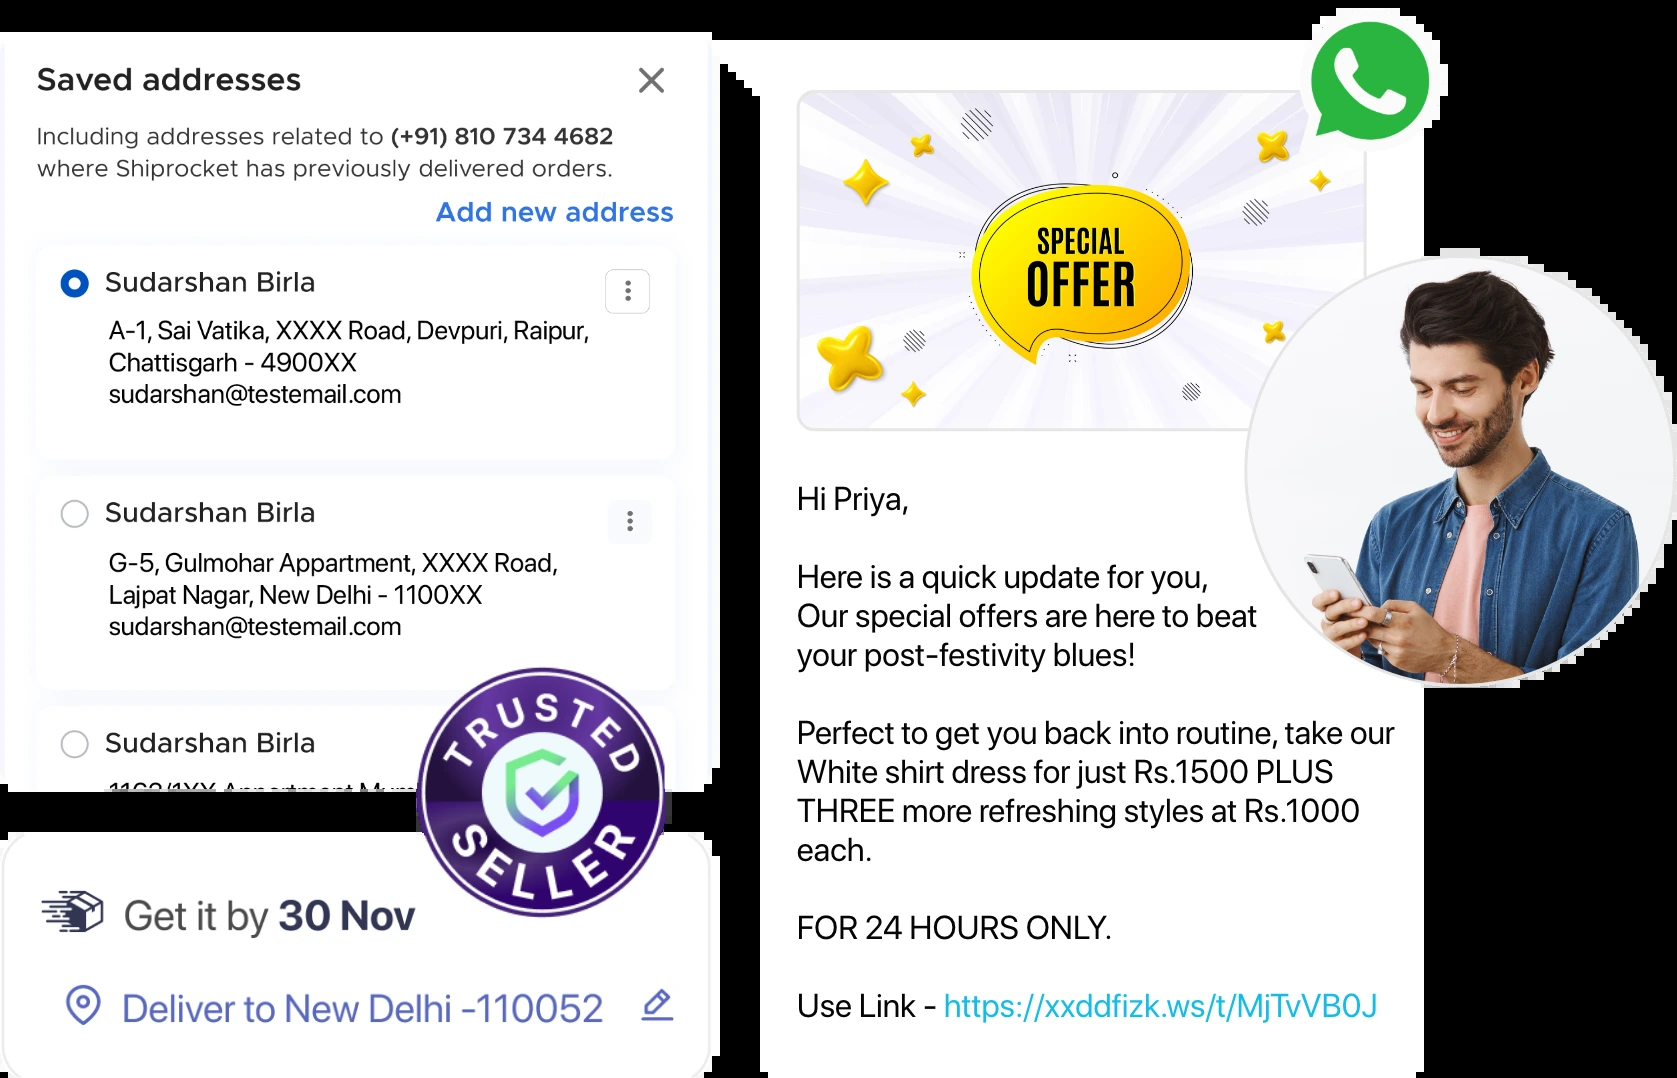 Saved addresses
Including addresses related to (+91) 810 734 4682
where Shiprocket has previously delivered orders.
Add new address
Sudarshan Birla
A-1, Sai Vatika, XXXX Road, Devpuri, Raipur,
Chattisgarh - 4900XX
sudarshan@testemail.com
Sudarshan Birla
G-5, Gulmohar Appartment, XXXX Road,
Lajpat Nagar, New Delhi - 1100XX
sudarshan@testemail.com
Sudarshan Birla
TRUSTED
SELLER
Get it by 30 Nov
Deliver to New Delhi -110052
SPECIAL
OFFER
Hi Priya,
Here is a quick update for you,
Our special offers are here to beat
your post-festivity blues!
Perfect to get you back into routine, take our
White shirt dress for just Rs.1500 PLUS
THREE more refreshing styles at Rs.1000
each.
FOR 24 HOURS ONLY.
Use Link - https://xxddfizk.ws/t/MjTvVB0J